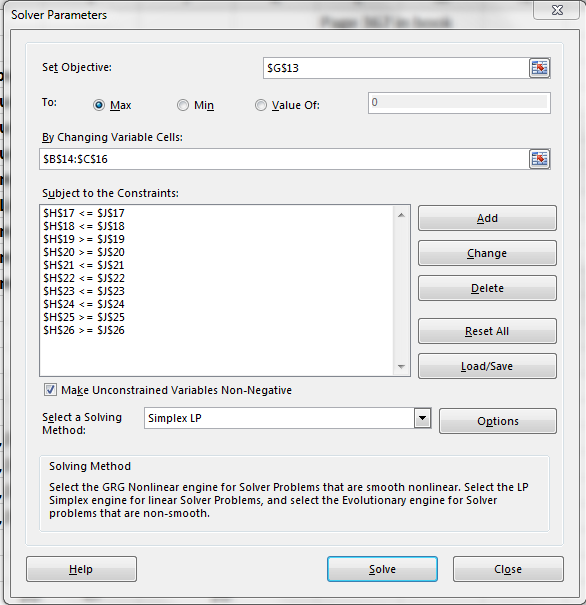 Solver Parameters
Page 367 in book
Set Objective:
$G$13
To:
Max
Min
Value Of:
0
By Changing Variable Cells:
$B$14:$C$16
Subject to the Constraints:
$H$17 <= $J$17
$H$18 <= $J$18
$H$19 >= $J$19
$H$20 >= $J$20
$H$21 <= $J$21
$H$22 <= $J$22
$H$23 <= $J$23
$H$24 <= $J$24
$H$25 >= $J$25
$H$26 >= $J$26
Add
Change
Delete
Reset All
Load/Save
Make Unconstrained Variables Non-Negative
Select a Solving
Method:
Simplex LP
Options
Solving Method
Select the GRG Nonlinear engine for Solver Problems that are smooth nonlinear. Select the LP
Simplex engine for linear Solver Problems, and select the Evolutionary engine for Solver
problems that are non-smooth.
Help
Solve
Close